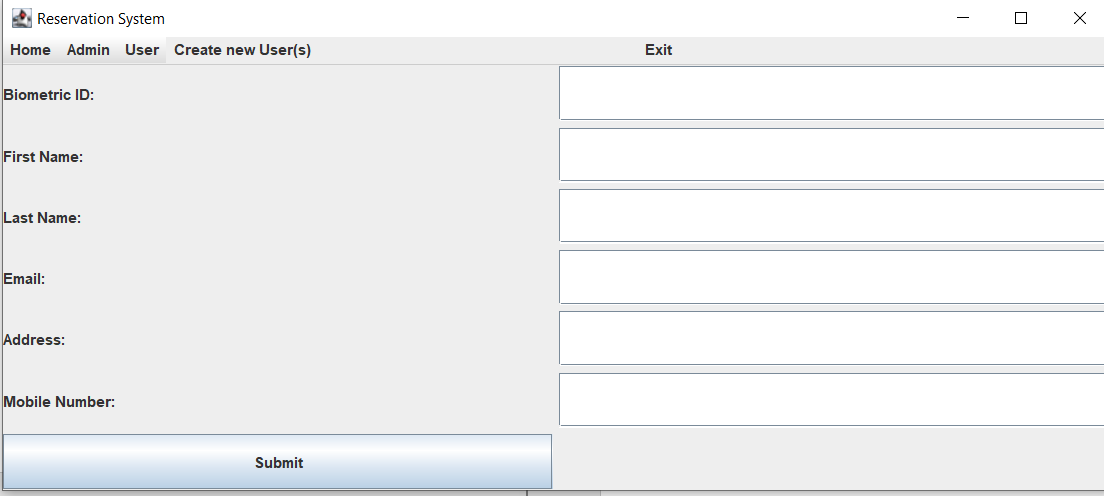 Reservation System
Home Admin User Create new User(s) Exit
Biometric ID:
First Name:
Last Name:
Email:
Address:
Mobile Number:
Submit